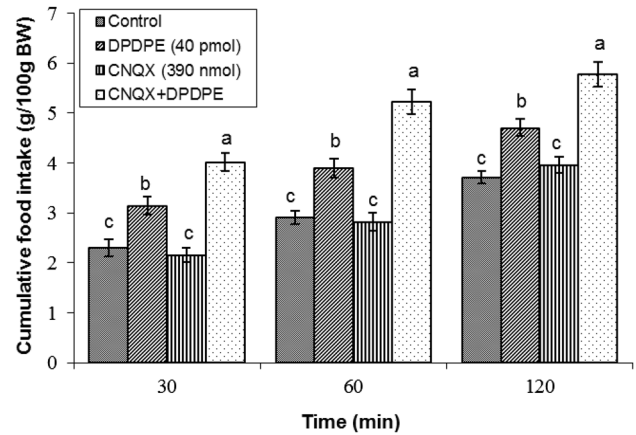 Cumulative food intake (g/100g BW)
7
6
5
4
3
2
1
0
Control
DPDPE (40 pmol)
CNQX (390 nmol)
CNQX+DPDPE
c b c a
c b c a
c b c a
30 60 120
Time (min)